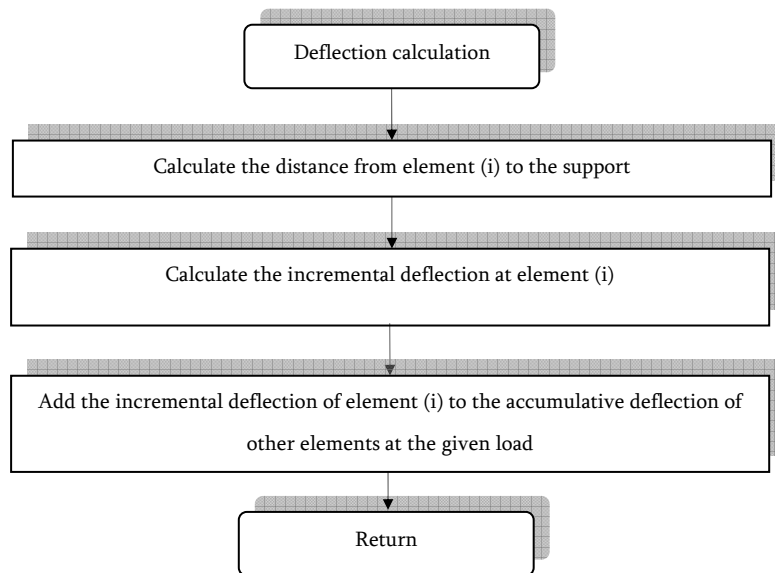 Deflection calculation
Calculate the distance from element (i) to the support
Calculate the incremental deflection at element (i)
Add the incremental deflection of element (i) to the accumulative deflection of
other elements at the given load
Return